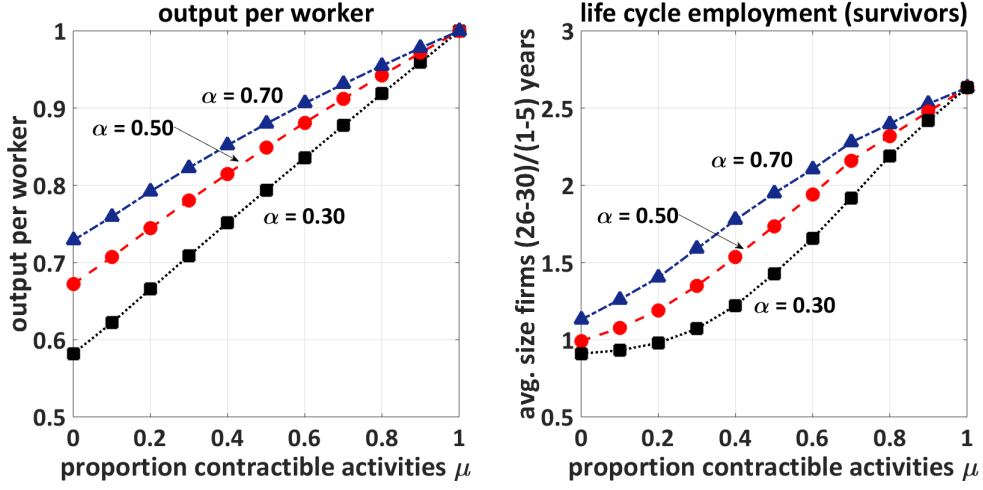 output per worker
output per worker
1
0.9
0.8
0.7
0.6
0.5
α = 0.70
α = 0.50
α = 0.30
0 0.2 0.4 0.6 0.8 1
proportion contractible activities μ
life cycle employment (survivors)
avg. size firms (26-30)/(1-5) years
3
2.5
2
1.5
1
0.5
α = 0.70
α = 0.50
α = 0.30
0 0.2 0.4 0.6 0.8 1
proportion contractible activities μ